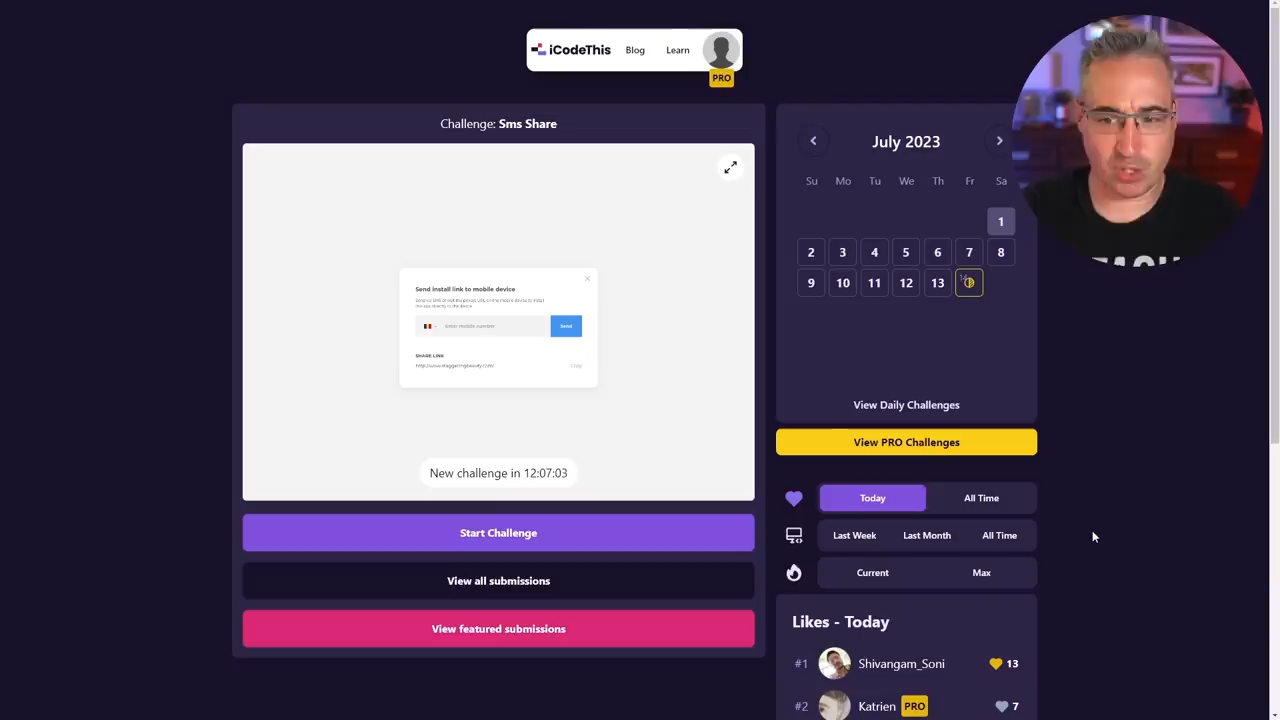 iCodeThis
Blog
Learn
PRO
Challenge: Sms Share
Send install link to mobile device
Enter mobile number
Send
SHARE LINK
New challenge in 12:07:03
Start Challenge
View all submissions
View featured submissions
July 2023
Su Mo Tu We Th Fr Sa
1
2 3 4 5 6 7 8
9 10 11 12 13 14
View Daily Challenges
View PRO Challenges
Today All Time
Last Week Last Month All Time
Current Max
Likes - Today
#1 Shivangam_Soni 13
#2 Katrien PRO 7